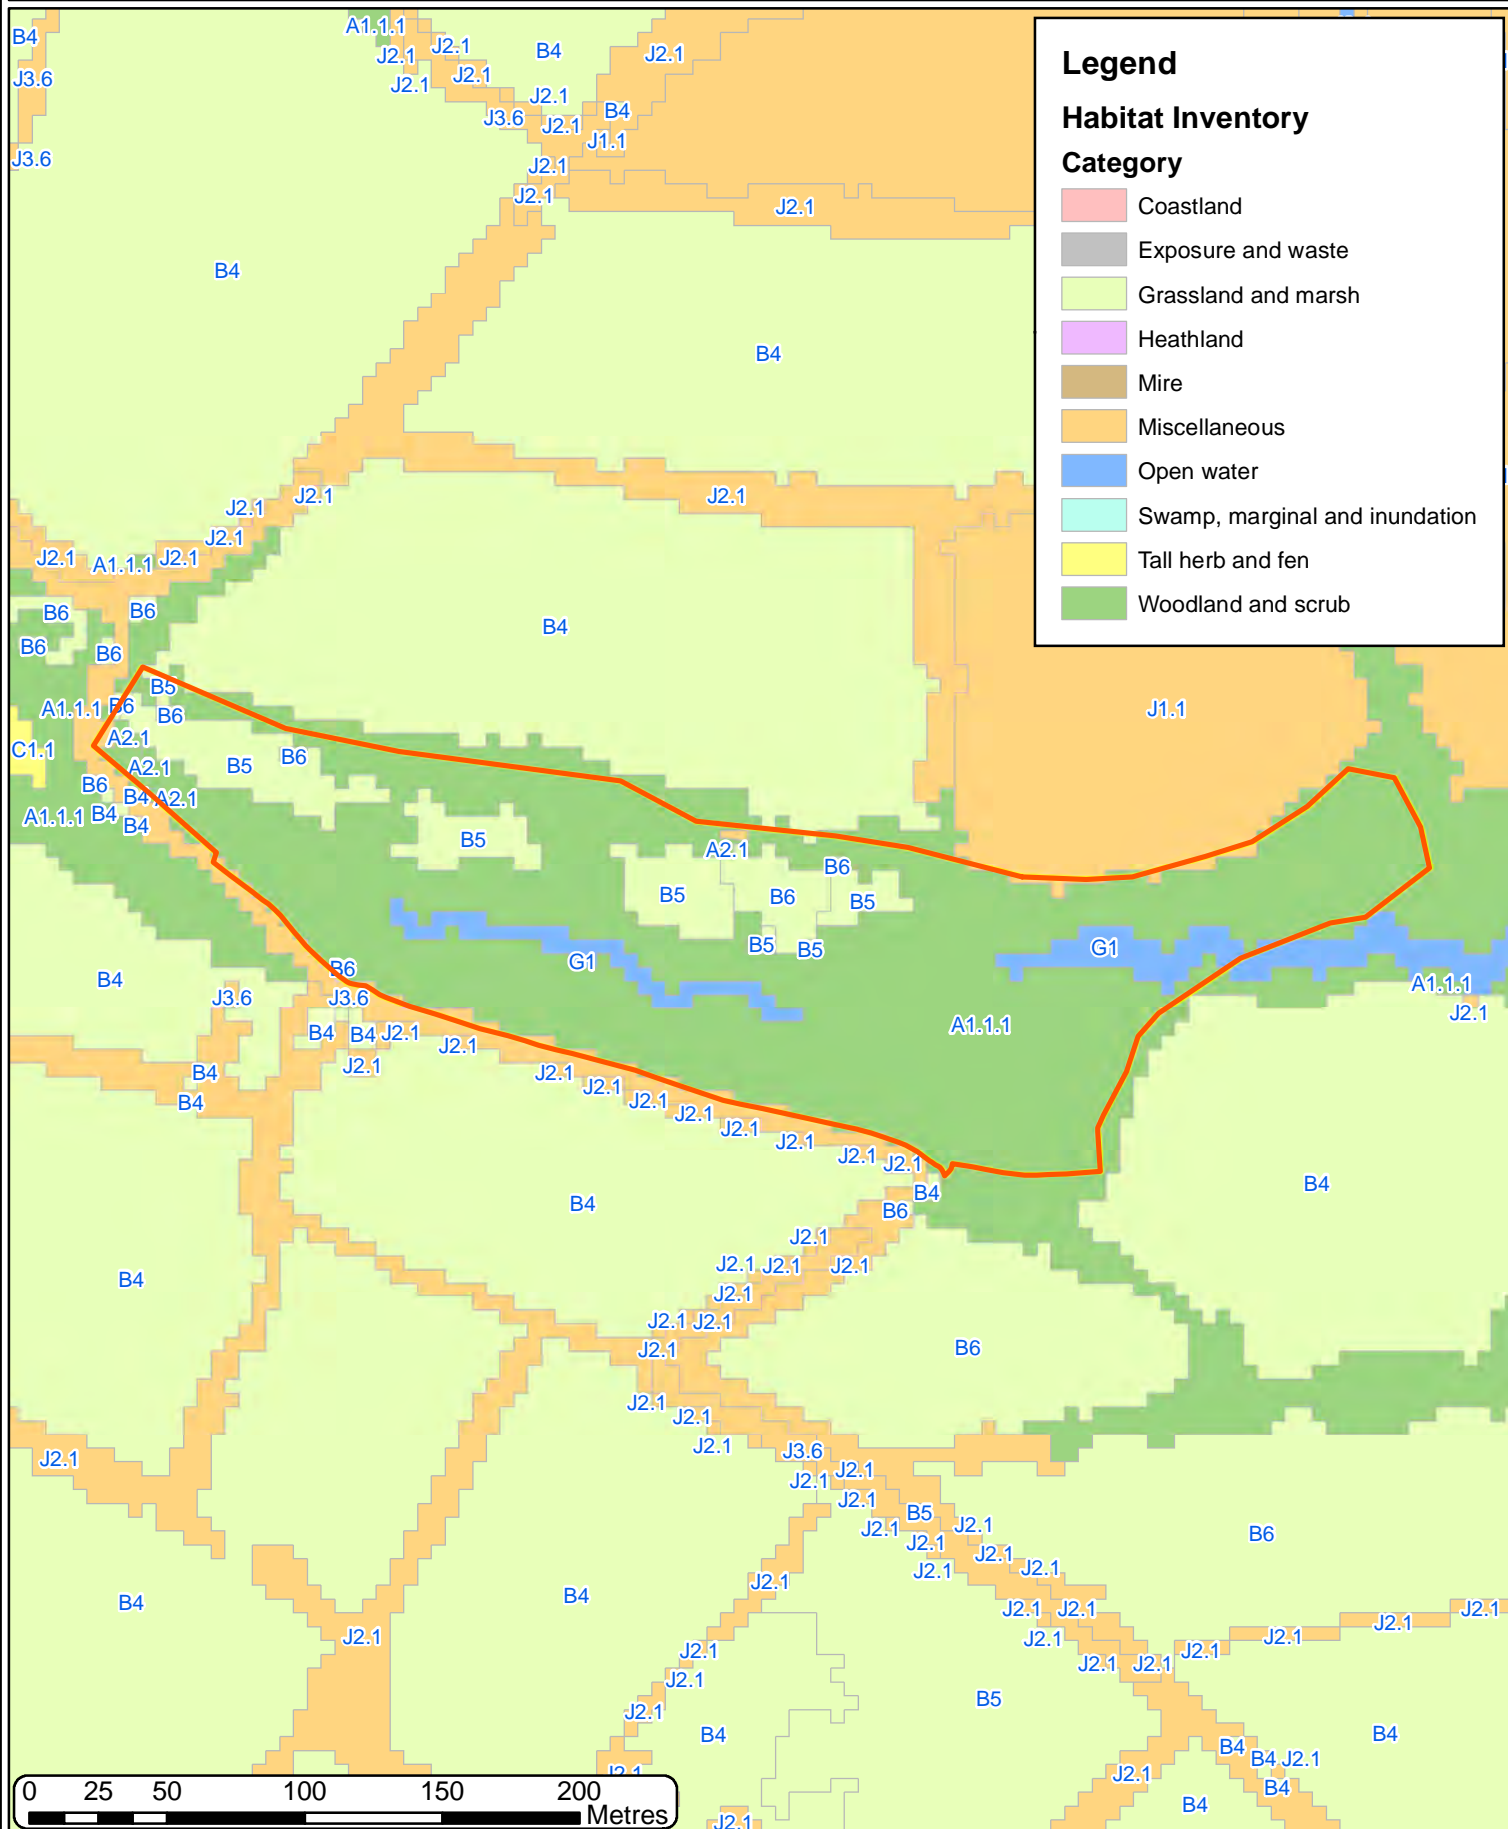 Legend
Habitat Inventory
Category
Coastland
Exposure and waste
Grassland and marsh
Heathland
Mire
Miscellaneous
Open water
Swamp, marginal and inundation
Tall herb and fen
Woodland and scrub
B4
A1.1.1
J2.1
B4
J2.1
J2.1
J3.6
J2.1
J2.1
J2.1
B4
J3.6
J2.1
J1.1
J3.6
J2.1
J2.1
J2.1
B4
B4
J2.1
J2.1
J2.1
J2.1
J2.1
A1.1.1
J2.1
B6
B6
B4
B6
B6
B5
A1.1.1
B6
B6
J1.1
A2.1
C1.1
B6
A2.1
B5
B6
B4
A2.1
A1.1.1
B4
B4
B5
A2.1
B6
B5
B6
B5
B5
B5
G1
G1
B6
B4
J3.6
J3.6
A1.1.1
J2.1
A1.1.1
B4
B4
J2.1
J2.1
J2.1
B4
J2.1
J2.1
B4
J2.1
J2.1
J2.1
J2.1
J2.1
J2.1
B4
B4
B4
B6
J2.1
J2.1
J2.1
J2.1
B4
J2.1
J2.1
J2.1
J2.1
B6
J2.1
J2.1
J2.1
J3.6
J2.1
J2.1
J2.1
J2.1
B5
J2.1
J2.1
B6
J2.1
J2.1
J2.1
J2.1
J2.1
B4
B4
J2.1
J2.1
J2.1
J2.1
J2.1
J2.1
J2.1
J2.1
J2.1
J2.1
J2.1
J2.1
B5
J2.1
B4
B4
B4
B4
J2.1
J2.1
B4
B4
J2.1
J2.1
0 25 50 100 150 200
Metres